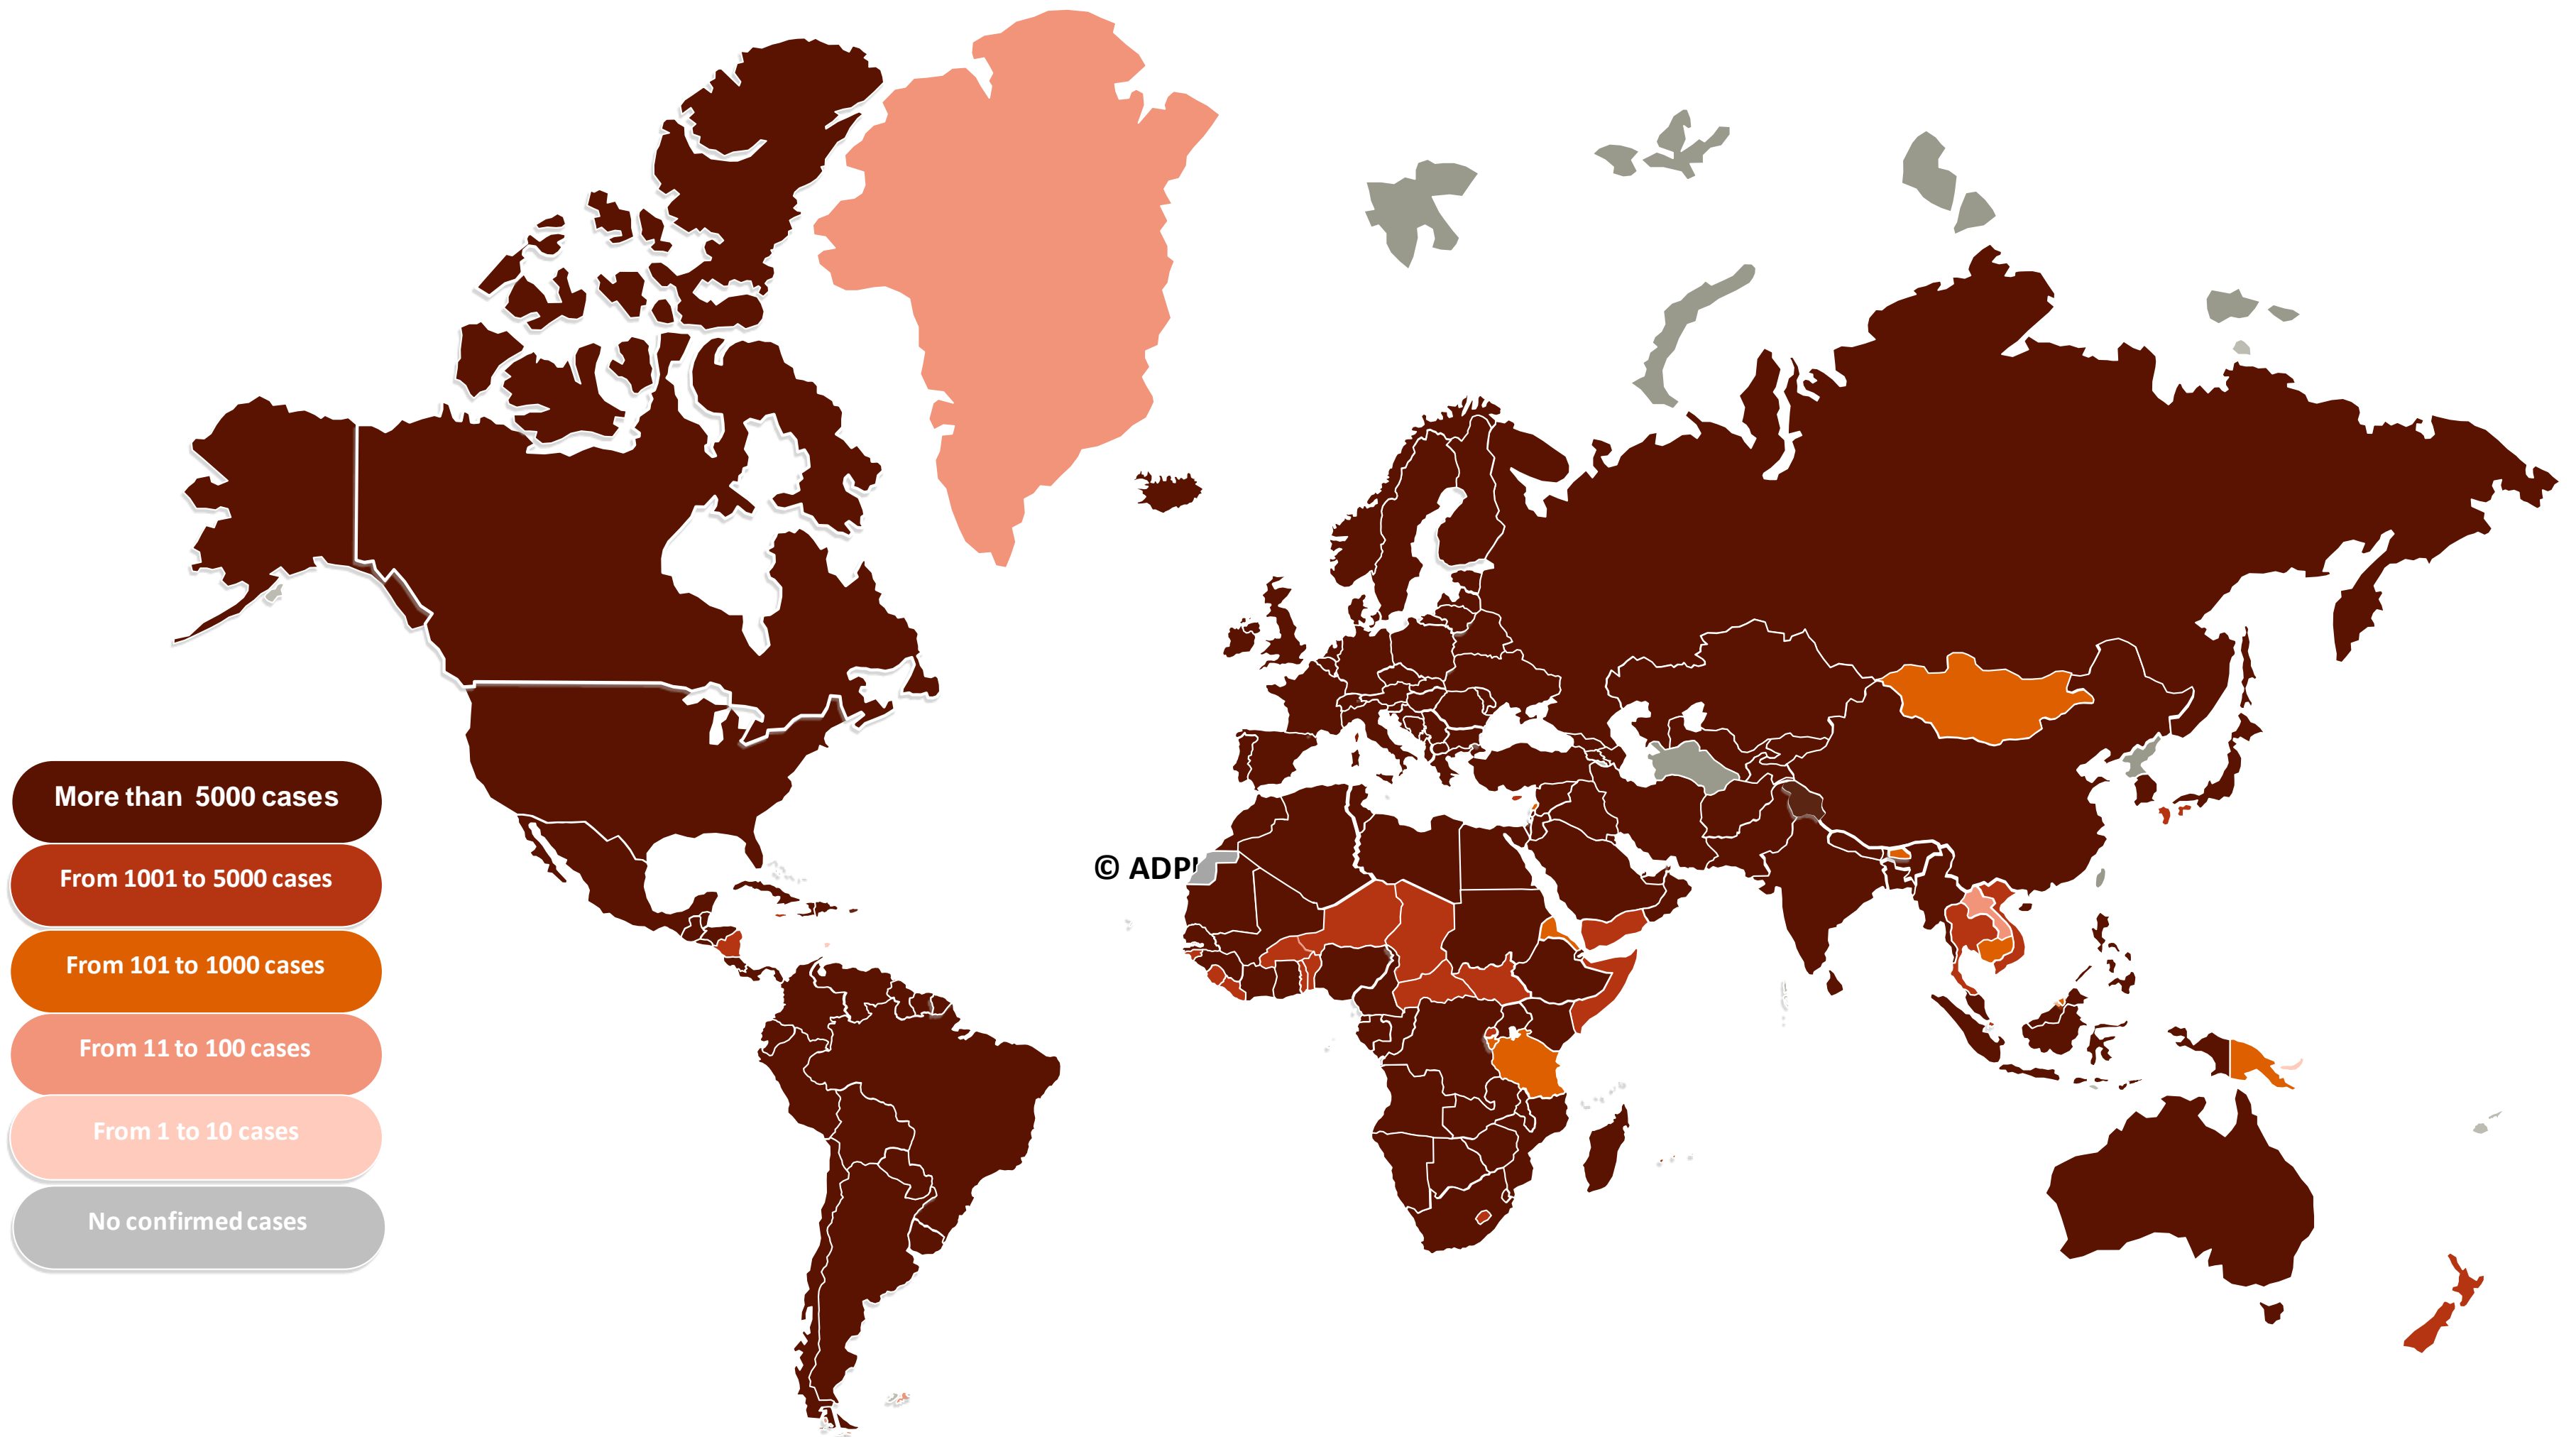 More than 5000 cases
From 1001 to 5000 cases
© ADPI
From 101 to 1000 cases
From 11 to 100 cases
From 1 to 10 cases
No confirmed cases